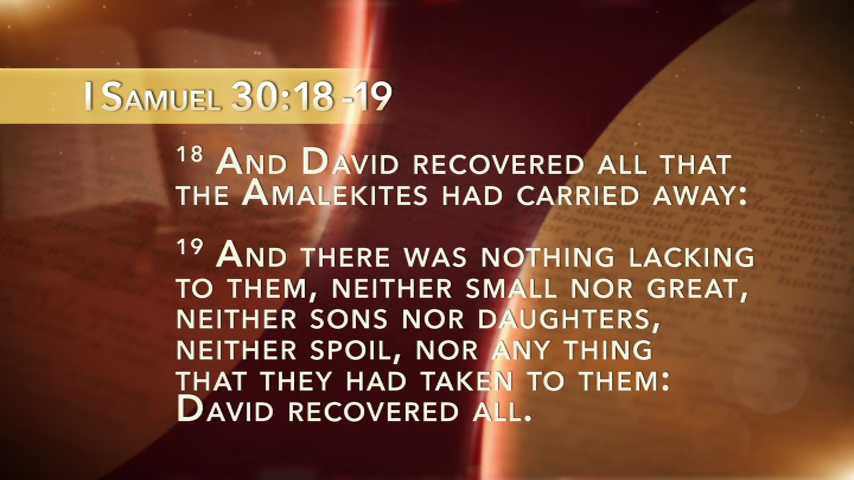 I Samuel 30:18-19
18 And David recovered all that
the Amalekites had carried away:
19 And there was nothing lacking
to them, neither small nor great,
neither sons nor daughters,
neither spoil, nor any thing
that they had taken to them:
David recovered all.